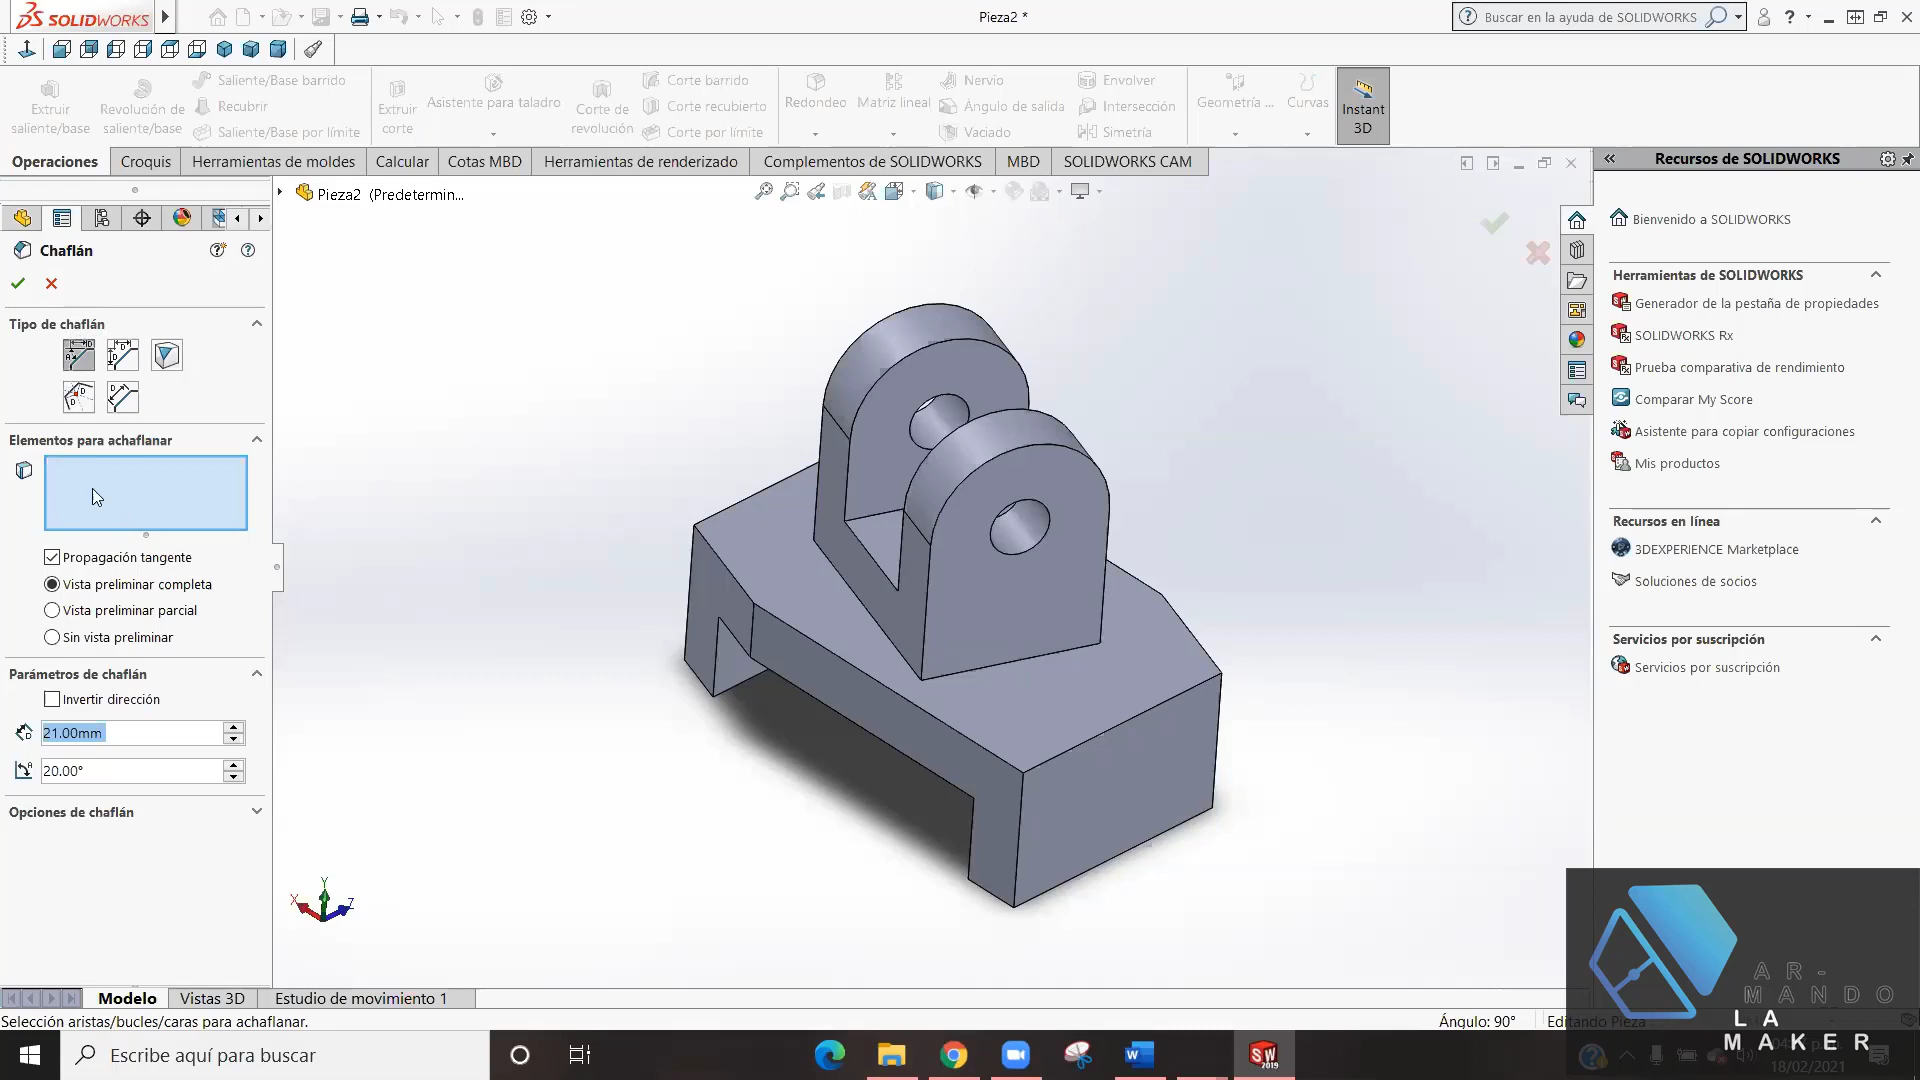 SOLIDWORKS
Pieza2 *
Buscar en la ayuda de SOLIDWORKS
?
Extruir saliente/base
Revolución de saliente/base
Saliente/Base barrido
Recubrir
Saliente/Base por límite
Extruir corte
Asistente para taladro
Corte de revolución
Corte barrido
Corte recubierto
Corte por límite
Redondeo
Matriz lineal
Nervio
Ángulo de salida
Vaciado
Envolver
Intersección
Simetría
Geometría ...
Curvas
Instant 3D
Operaciones
Croquis
Herramientas de moldes
Calcular
Cotas MBD
Herramientas de renderizado
Complementos de SOLIDWORKS
MBD
SOLIDWORKS CAM
Pieza2 (Predetermin...
Chaflán
Tipo de chaflán
Elementos para achaflanar
Propagación tangente
Vista preliminar completa
Vista preliminar parcial
Sin vista preliminar
Parámetros de chaflán
Invertir dirección
21.00mm
20.00°
Opciones de chaflán
X
Y
Z
Recursos de SOLIDWORKS
Bienvenido a SOLIDWORKS
Herramientas de SOLIDWORKS
Generador de la pestaña de propiedades
SOLIDWORKS Rx
Prueba comparativa de rendimiento
Comparar My Score
Asistente para copiar configuraciones
Mis productos
Recursos en línea
3DEXPERIENCE Marketplace
Soluciones de socios
Servicios por suscripción
Servicios por suscripción
AR-
MANDO
LA
MAKER
Modelo
Vistas 3D
Estudio de movimiento 1
Selección aristas/bucles/caras para achaflanar.
Ángulo: 90°
Editando Pieza
Escribe aquí para buscar
SW 2019
18/02/2021